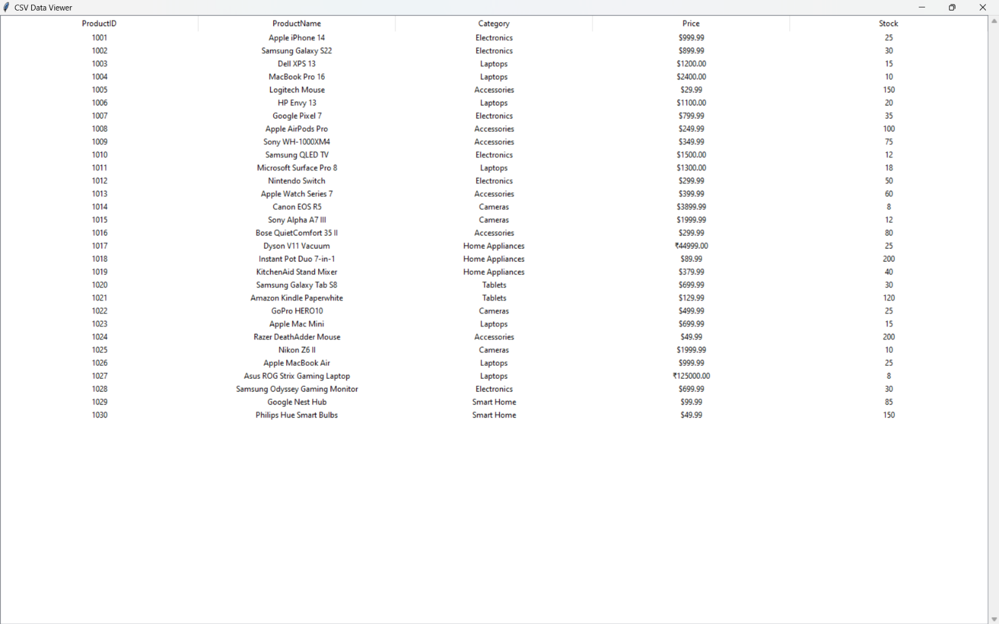 CSV Data Viewer
ProductID ProductName Category Price Stock
1001 Apple iPhone 14 Electronics $999.99 25
1002 Samsung Galaxy S22 Electronics $899.99 30
1003 Dell XPS 13 Laptops $1200.00 15
1004 MacBook Pro 16 Laptops $2400.00 10
1005 Logitech Mouse Accessories $29.99 150
1006 HP Envy 13 Laptops $1100.00 20
1007 Google Pixel 7 Electronics $799.99 35
1008 Apple AirPods Pro Accessories $249.99 100
1009 Sony WH-1000XM4 Accessories $349.99 75
1010 Samsung QLED TV Electronics $1500.00 12
1011 Microsoft Surface Pro 8 Laptops $1300.00 18
1012 Nintendo Switch Electronics $299.99 50
1013 Apple Watch Series 7 Accessories $399.99 60
1014 Canon EOS R5 Cameras $3899.99 8
1015 Sony Alpha A7 III Cameras $1999.99 12
1016 Bose QuietComfort 35 II Accessories $299.99 80
1017 Dyson V11 Vacuum Home Appliances ₹44999.00 25
1018 Instant Pot Duo 7-in-1 Home Appliances $89.99 200
1019 KitchenAid Stand Mixer Home Appliances $379.99 40
1020 Samsung Galaxy Tab S8 Tablets $699.99 30
1021 Amazon Kindle Paperwhite Tablets $129.99 120
1022 GoPro HERO10 Cameras $499.99 25
1023 Apple Mac Mini Laptops $699.99 15
1024 Razer DeathAdder Mouse Accessories $49.99 200
1025 Nikon Z6 II Cameras $1999.99 10
1026 Apple MacBook Air Laptops $999.99 25
1027 Asus ROG Strix Gaming Laptop Laptops ₹125000.00 8
1028 Samsung Odyssey Gaming Monitor Electronics $699.99 30
1029 Google Nest Hub Smart Home $99.99 85
1030 Philips Hue Smart Bulbs Smart Home $49.99 150